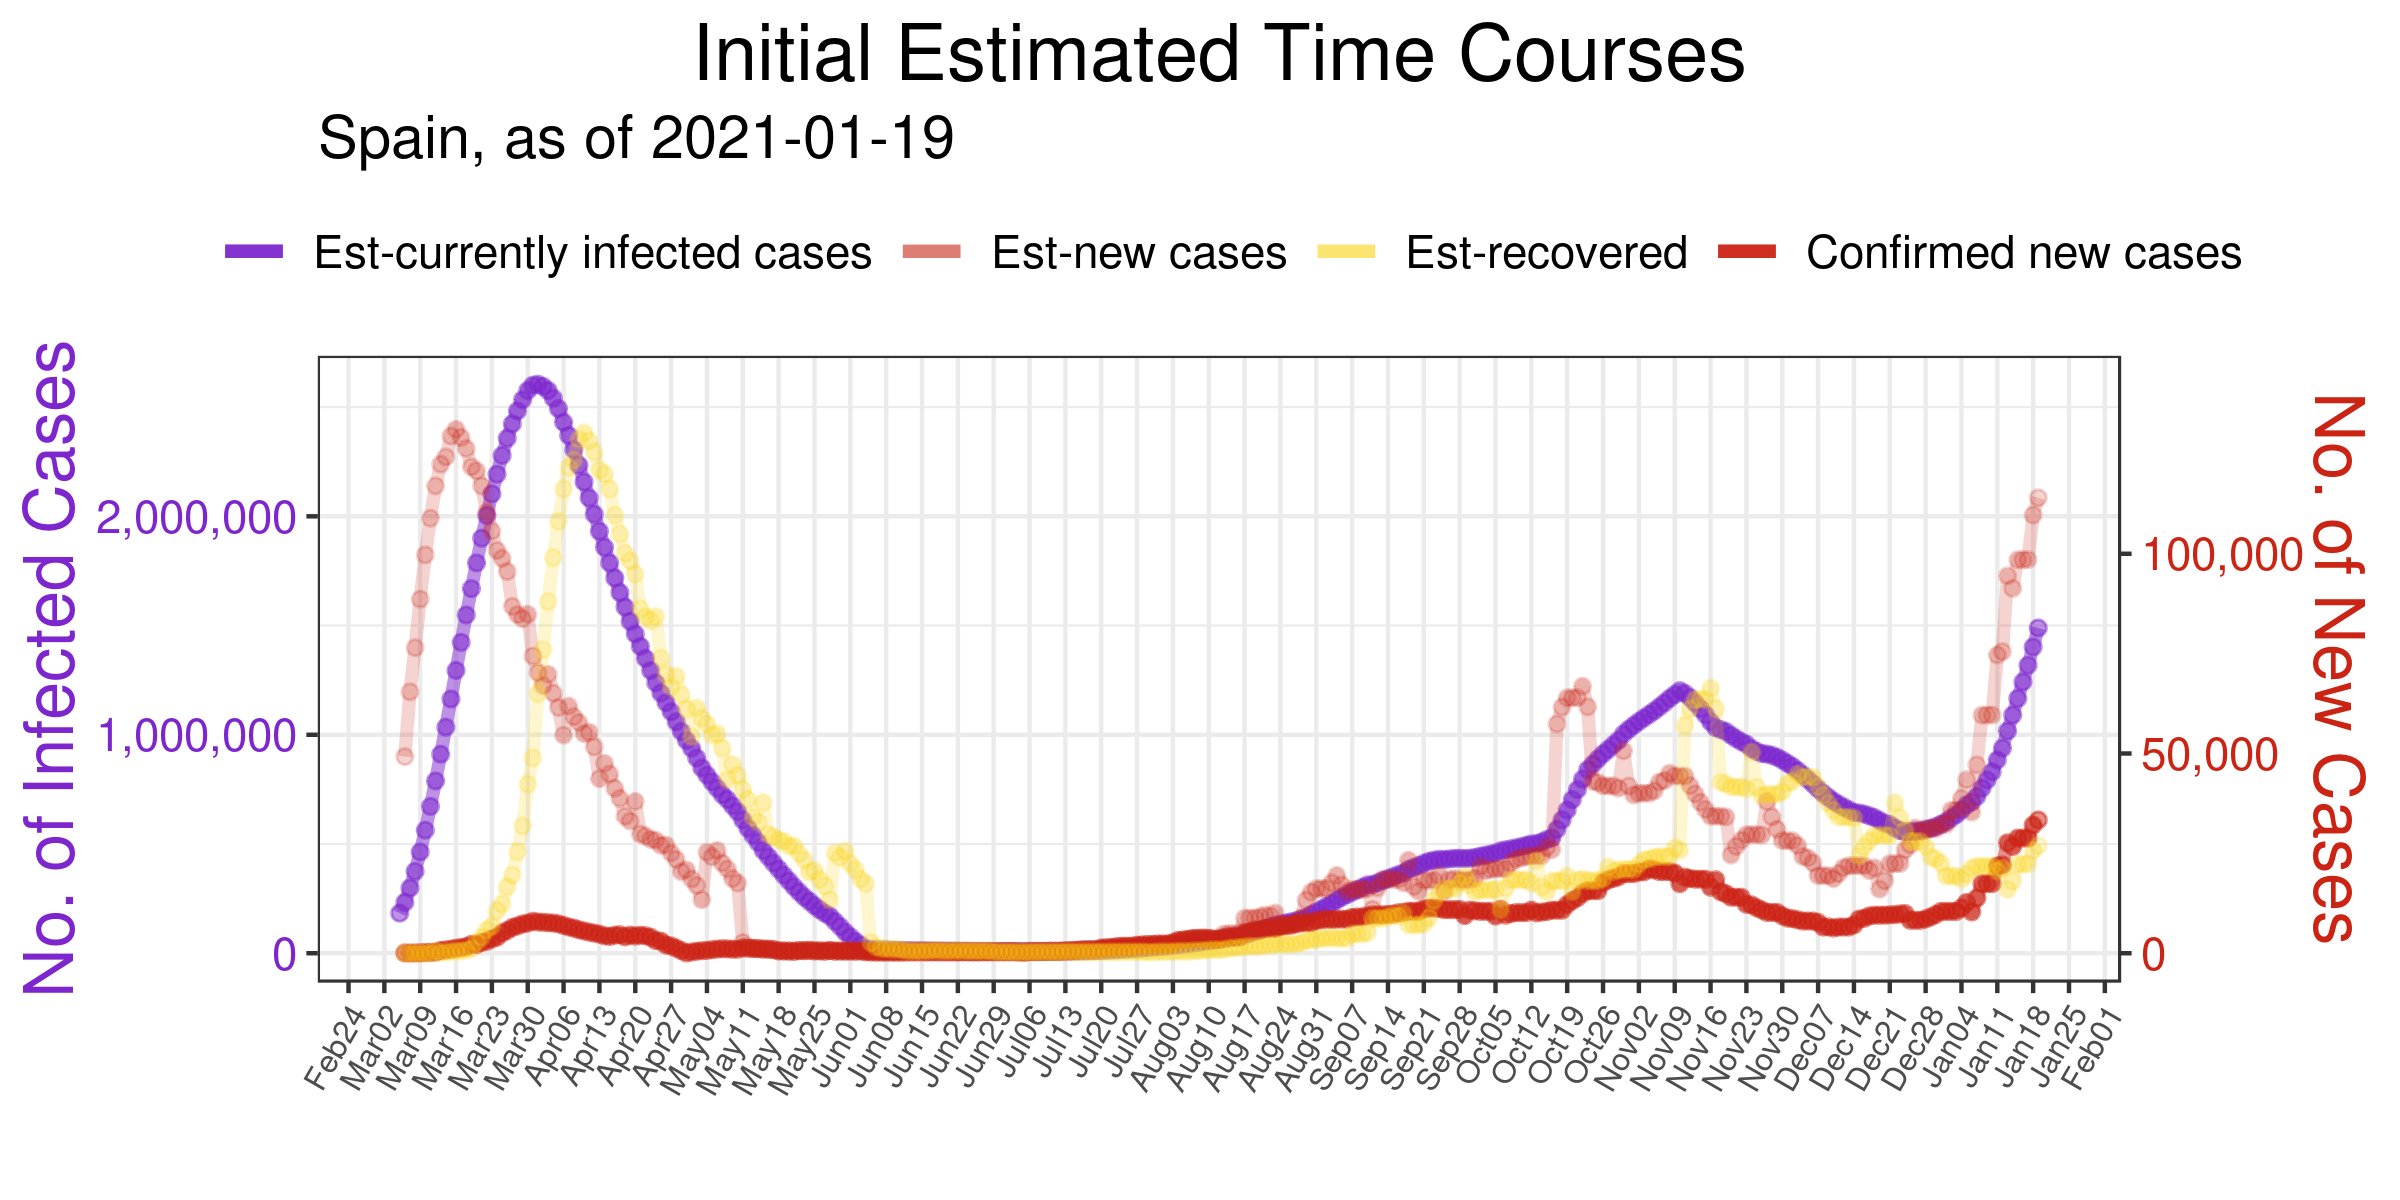 Initial Estimated Time Courses
Spain, as of 2021-01-19
Est-currently infected cases
Est-new cases
Est-recovered
Confirmed new cases
No. of Infected Cases
2,000,000
1,000,000
0
100,000
50,000
0
No. of New Cases
Feb24
Mar02
Mar09
Mar16
Mar23
Mar30
Apr06
Apr13
Apr20
Apr27
May04
May11
May18
May25
Jun01
Jun08
Jun15
Jun22
Jun29
Jul06
Jul13
Jul20
Jul27
Aug03
Aug10
Aug17
Aug24
Aug31
Sep07
Sep14
Sep21
Sep28
Oct05
Oct12
Oct19
Oct26
Nov02
Nov09
Nov16
Nov23
Nov30
Dec07
Dec14
Dec21
Dec28
Jan04
Jan11
Jan18
Jan25
Feb01